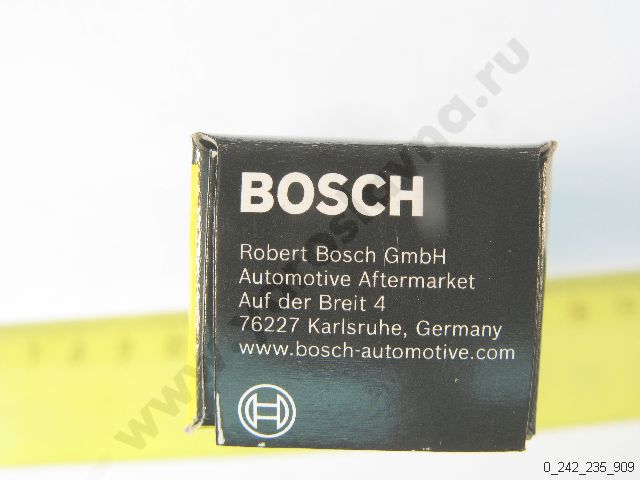 BOSCH
Robert Bosch GmbH
Automotive Aftermarket
Auf der Breit 4
76227 Karlsruhe, Germany
www.bosch-automotive.com
0_242_235_909